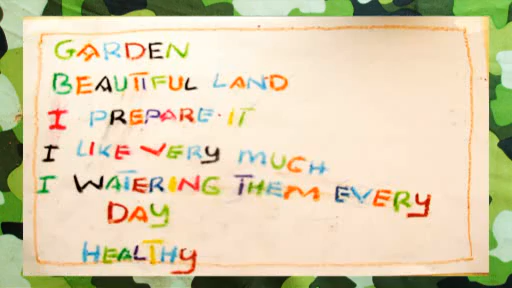 GARDEN
BEAUTIFUL LAND
I PREPARE IT
I LIKE VERY MUCH
I WATERING THEM EVERY
DAY
HEALTHY